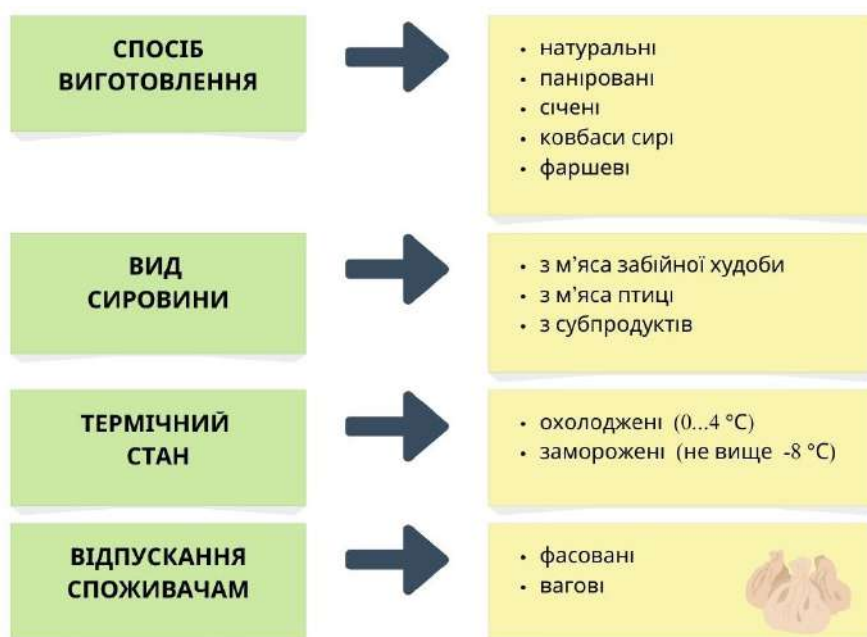 СПОСІБ
ВИГОТОВЛЕННЯ
• натуральні
• паніровані
• січені
• ковбаси сирі
• фаршеві
ВИД
СИРОВИНИ
• з м’яса забійної худоби
• з м’яса птиці
• з субпродуктів
ТЕРМІЧНИЙ
СТАН
• охолоджені (0...4 °С)
• заморожені (не вище -8 °С)
ВІДПУСКАННЯ
СПОЖИВАЧАМ
• фасовані
• вагові